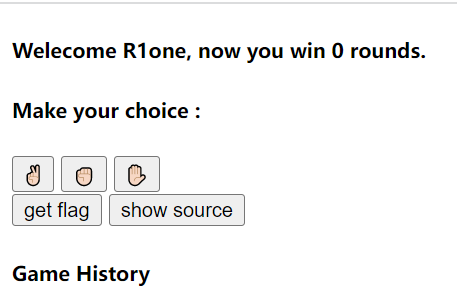 Welecome R1one, now you win 0 rounds.
Make your choice :
get flag show source
Game History